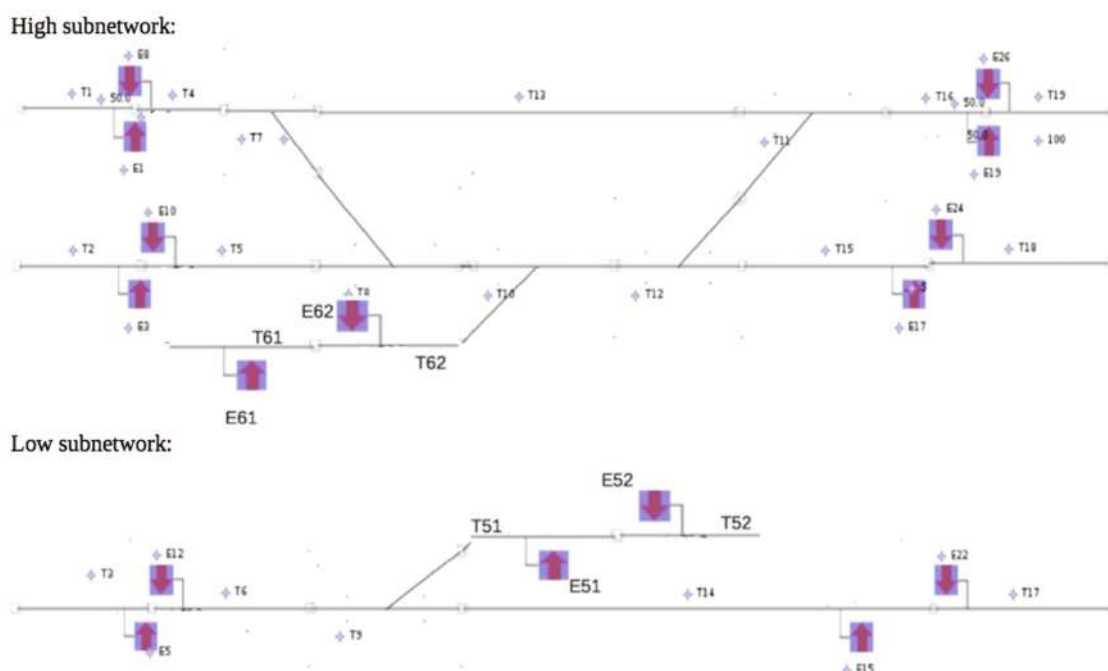 High subnetwork:
E8
E26
T1
50.0
T4
T13
T16
50.0
T19
T7
T11
50.0
100
E1
E19
E10
E24
T2
T5
T15
T18
E62
T8
T10
T12
E3
E17
T61
T62
E61
Low subnetwork:
E52
T51
T52
E12
E22
T3
E51
T6
T14
T17
T9
E5
E15